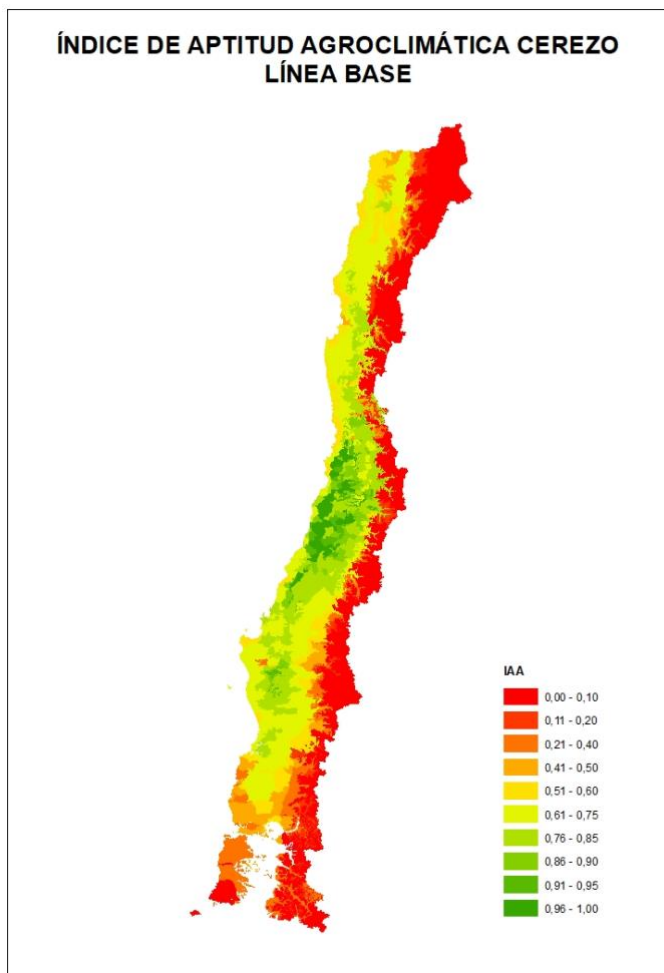 ÍNDICE DE APTITUD AGROCLIMÁTICA CEREZO
LÍNEA BASE
IAA
0,00 - 0,10
0,11 - 0,20
0,21 - 0,40
0,41 - 0,50
0,51 - 0,60
0,61 - 0,75
0,76 - 0,85
0,86 - 0,90
0,91 - 0,95
0,96 - 1,00